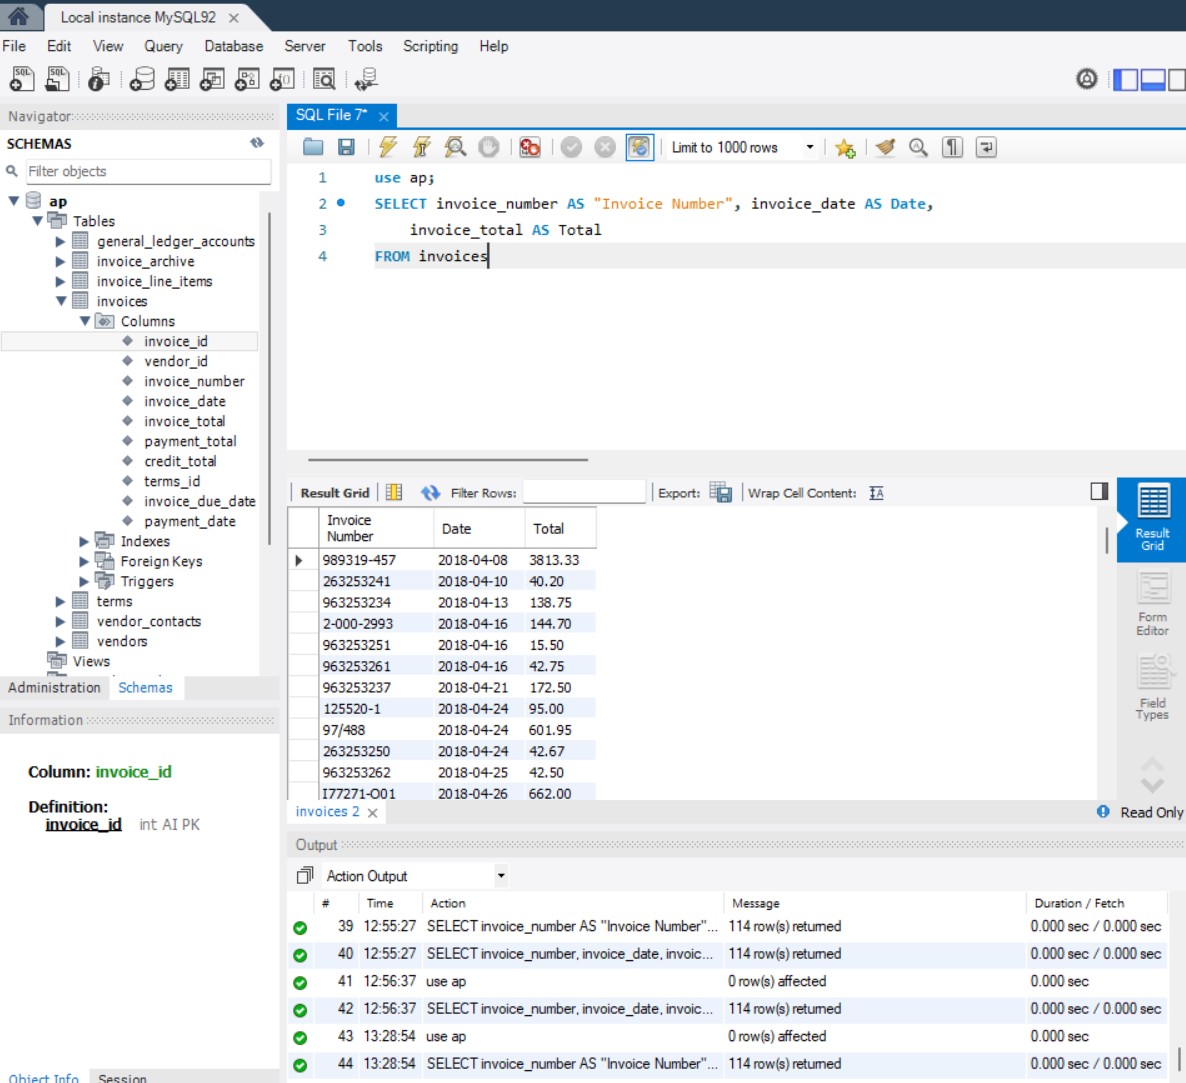 Local instance MySQL92
File Edit View Query Database Server Tools Scripting Help
Navigator
SCHEMAS
Filter objects
ap
Tables
general_ledger_accounts
invoice_archive
invoice_line_items
invoices
Columns
invoice_id
vendor_id
invoice_number
invoice_date
invoice_total
payment_total
credit_total
terms_id
invoice_due_date
payment_date
Indexes
Foreign Keys
Triggers
terms
vendor_contacts
vendors
Views
Administration Schemas
Information
Column: invoice_id
Definition:
invoice_id int AI PK
Object Info Session
SQL File 7*
Limit to 1000 rows
1 use ap;
2 SELECT invoice_number AS "Invoice Number", invoice_date AS Date,
3 invoice_total AS Total
4 FROM invoices
Result Grid Filter Rows: Export: Wrap Cell Content:
Invoice Number Date Total
989319-457 2018-04-08 3813.33
263253241 2018-04-10 40.20
963253234 2018-04-13 138.75
2-000-2993 2018-04-16 144.70
963253251 2018-04-16 15.50
963253261 2018-04-16 42.75
963253237 2018-04-21 172.50
125520-1 2018-04-24 95.00
97/488 2018-04-24 601.95
263253250 2018-04-24 42.67
963253262 2018-04-25 42.50
I77271-O01 2018-04-26 662.00
Result Grid
Form Editor
Field Types
invoices 2
Read Only
Output
Action Output
# Time Action Message Duration / Fetch
39 12:55:27 SELECT invoice_number AS "Invoice Number"... 114 row(s) returned 0.000 sec / 0.000 sec
40 12:55:27 SELECT invoice_number, invoice_date, invoic... 114 row(s) returned 0.000 sec / 0.000 sec
41 12:56:37 use ap 0 row(s) affected 0.000 sec
42 12:56:37 SELECT invoice_number, invoice_date, invoic... 114 row(s) returned 0.000 sec / 0.000 sec
43 13:28:54 use ap 0 row(s) affected 0.000 sec
44 13:28:54 SELECT invoice_number AS "Invoice Number"... 114 row(s) returned 0.000 sec / 0.000 sec